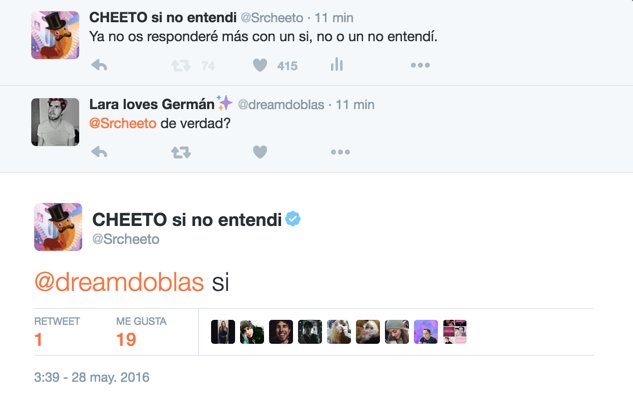 CHEETO si no entendi @Srcheeto · 11 min
Ya no os responderé más con un si, no o un no entendí.
74 415
Lara loves Germán✨ @dreamdoblas · 11 min
@Srcheeto de verdad?
CHEETO si no entendi
@Srcheeto
@dreamdoblas si
RETWEET ME GUSTA
1 19
3:39 - 28 may. 2016